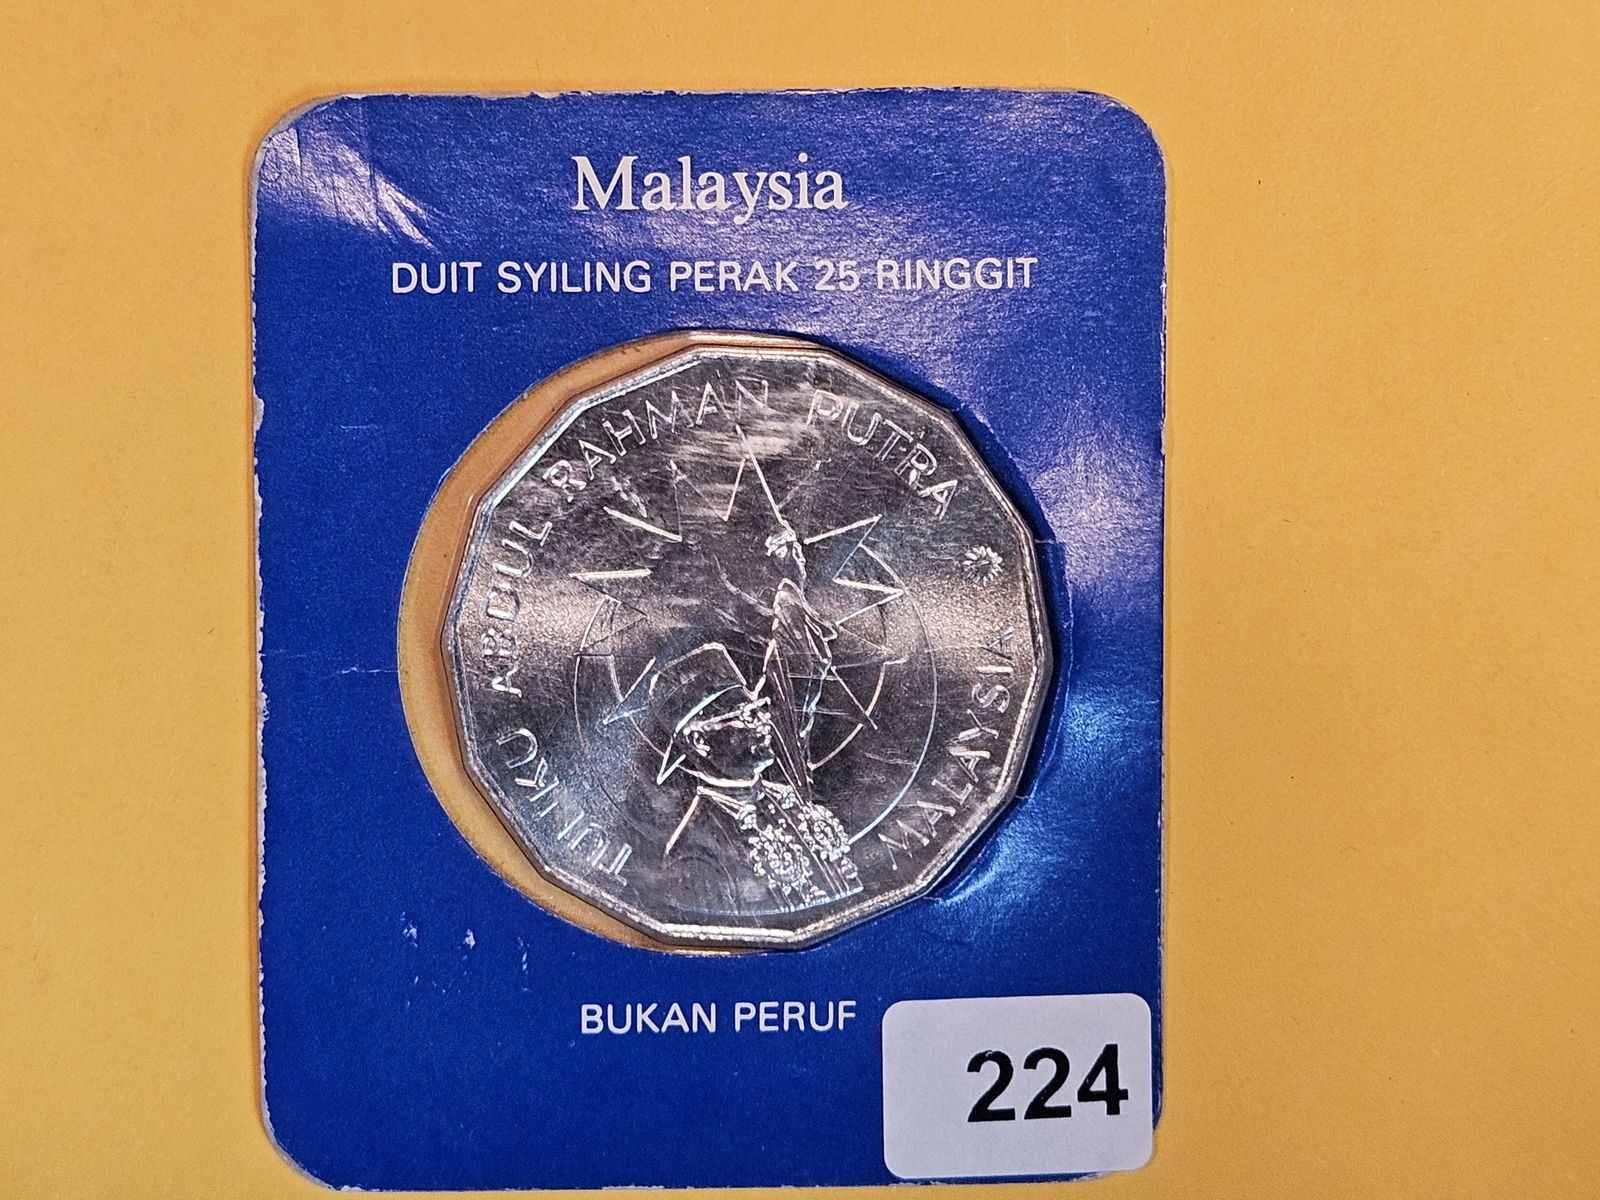 Malaysia
DUIT SYILING PERAK 25 RINGGIT
TUNKU ABDUL RAHMAN PUTRA
MALAYSIA
BUKAN PERUF
224